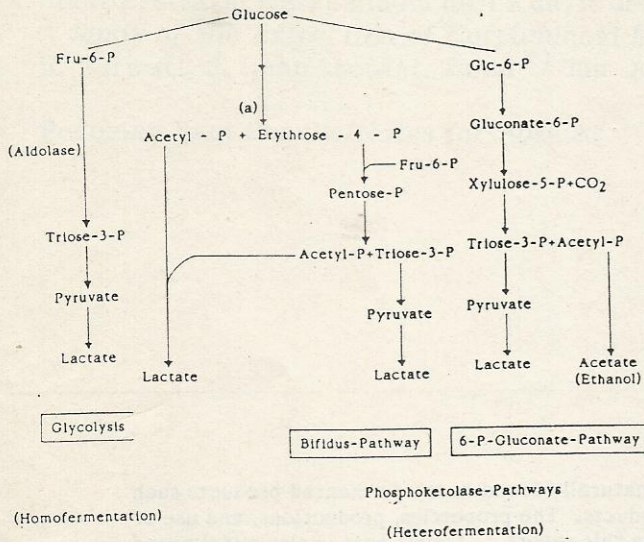 Glucose
Fru-6-P
Glc-6-P
(a)
Acetyl - P + Erythrose - 4 - P
Gluconate-6-P
(Aldolase)
Fru-6-P
Pentose-P
Xylulose-5-P+CO2
Triose-3-P
Acetyl-P+Triose-3-P
Triose-3-P+Acetyl-P
Pyruvate
Pyruvate
Pyruvate
Lactate
Lactate
Lactate
Lactate
Acetate
(Ethanol)
Glycolysis
Bifidus-Pathway
6-P-Gluconate-Pathway
Phosphoketolase-Pathways
(Homofermentation)
(Heterofermentation)